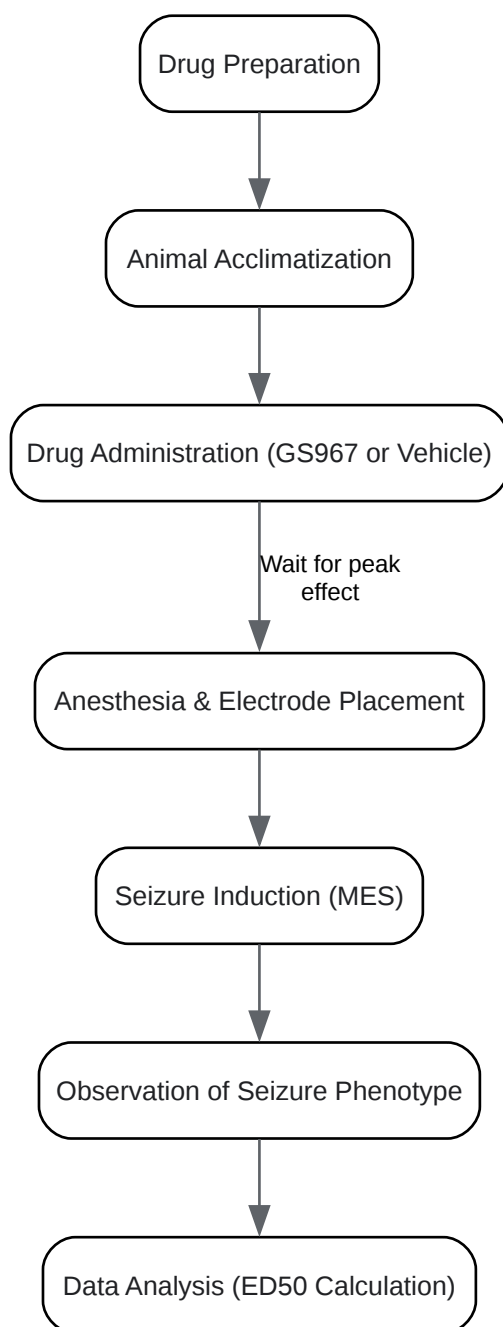 Drug Preparation
Animal Acclimatization
Drug Administration (GS967 or Vehicle)
Wait for peak
effect
Anesthesia & Electrode Placement
Seizure Induction (MES)
Observation of Seizure Phenotype
Data Analysis (ED50 Calculation)